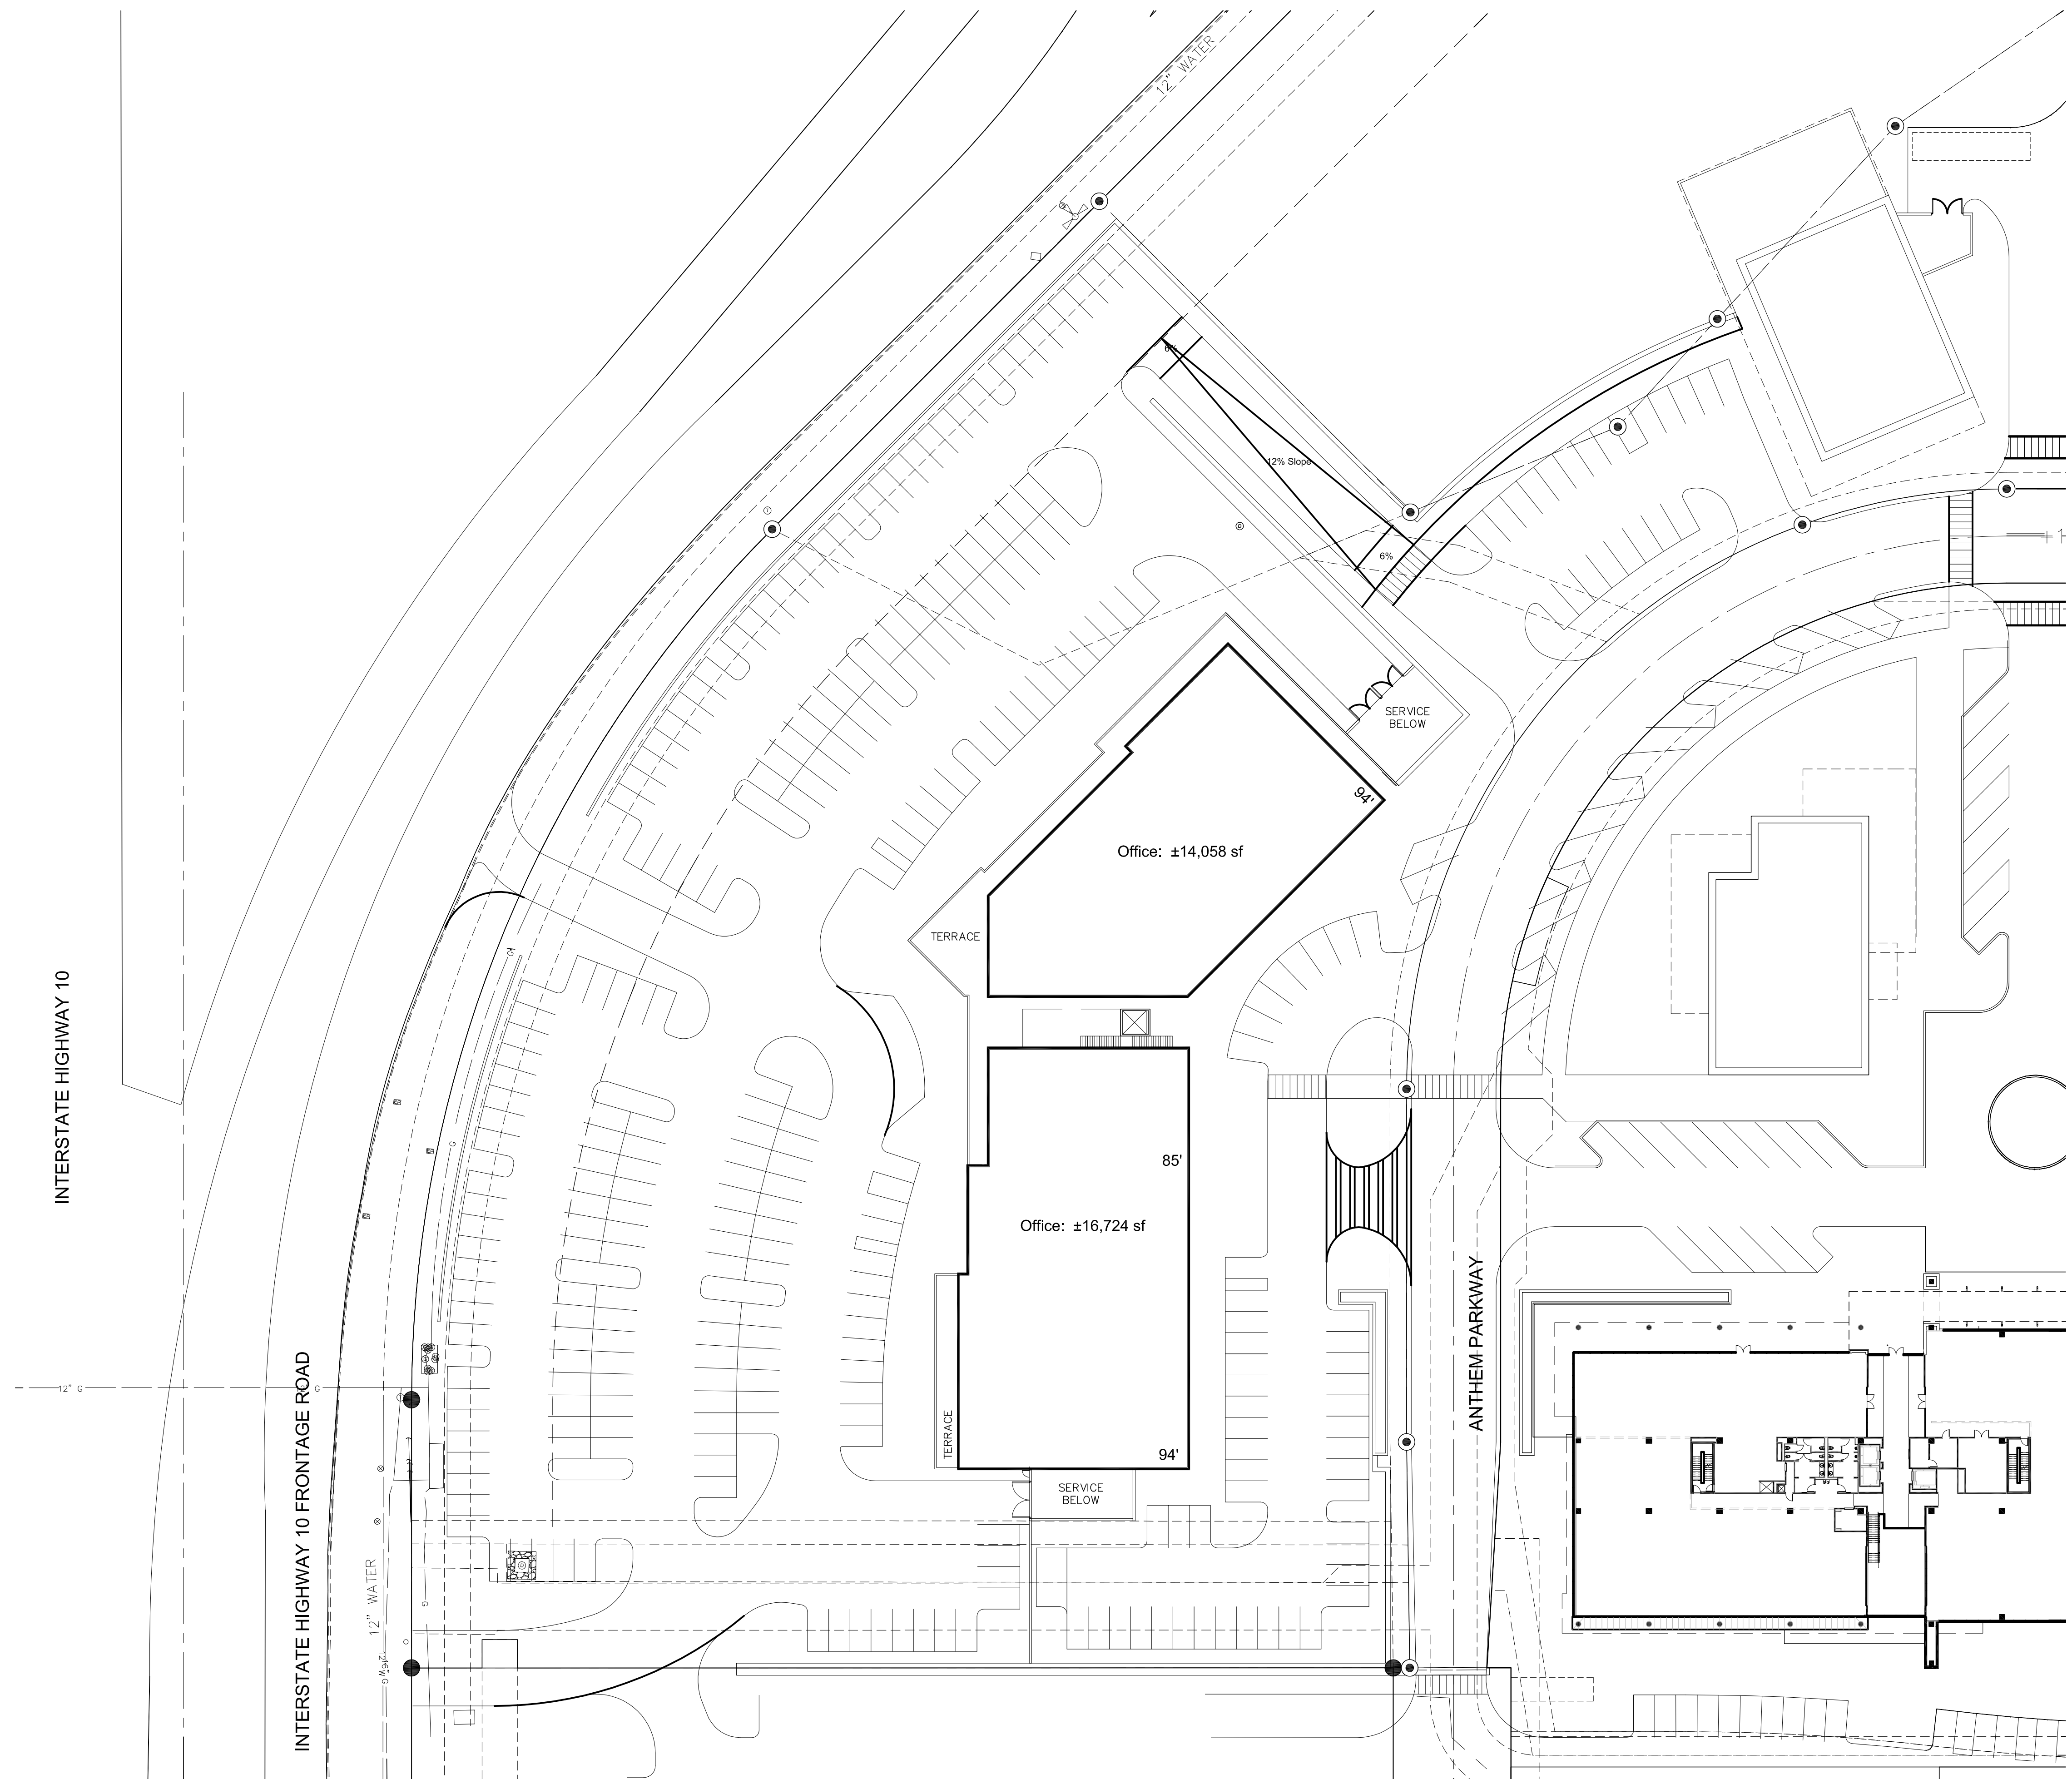 12" WATER
6%
12% Slope
6%
T
D
SERVICE
BELOW
94'
Office: ±14,058 sf
TERRACE
G
G
INTERSTATE HIGHWAY 10
85'
Office: ±16,724 sf
ANTHEM PARKWAY
INTERSTATE HIGHWAY 10 FRONTAGE ROAD
12" G
G
TERRACE
94'
SERVICE
BELOW
12" WATER
G